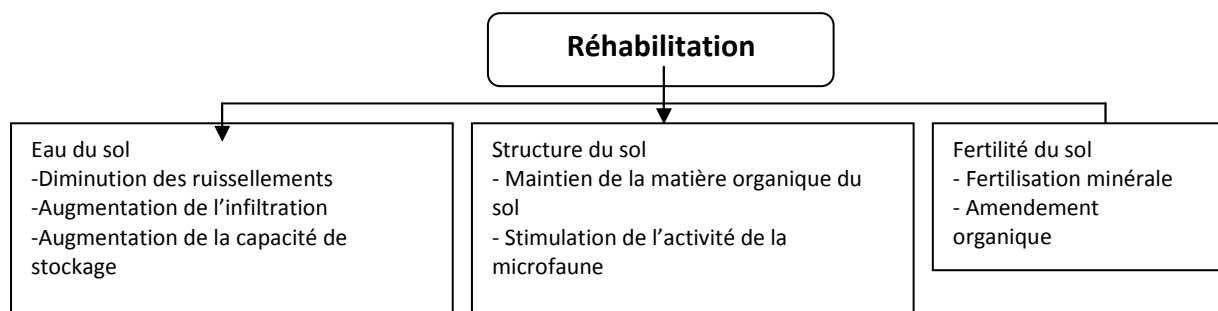 Réhabilitation
Eau du sol
-Diminution des ruissellements
-Augmentation de l’infiltration
-Augmentation de la capacité de
stockage
Structure du sol
- Maintien de la matière organique du
sol
- Stimulation de l’activité de la
microfaune
Fertilité du sol
- Fertilisation minérale
- Amendement
organique